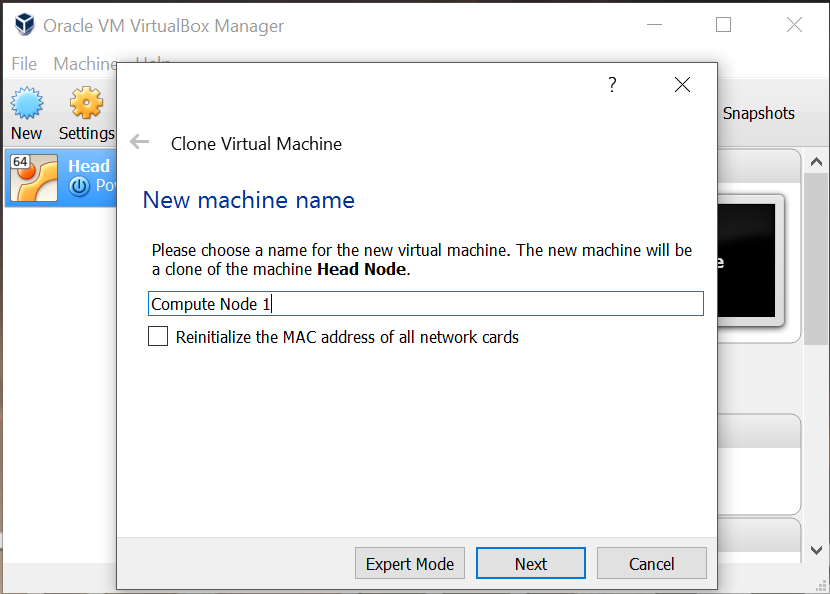 Oracle VM VirtualBox Manager
File Machine Help
New
Settings
Snapshots
64
Head
?
Clone Virtual Machine
New machine name
Please choose a name for the new virtual machine. The new machine will be
a clone of the machine Head Node.
Compute Node 1
Reinitialize the MAC address of all network cards
Expert Mode
Next
Cancel